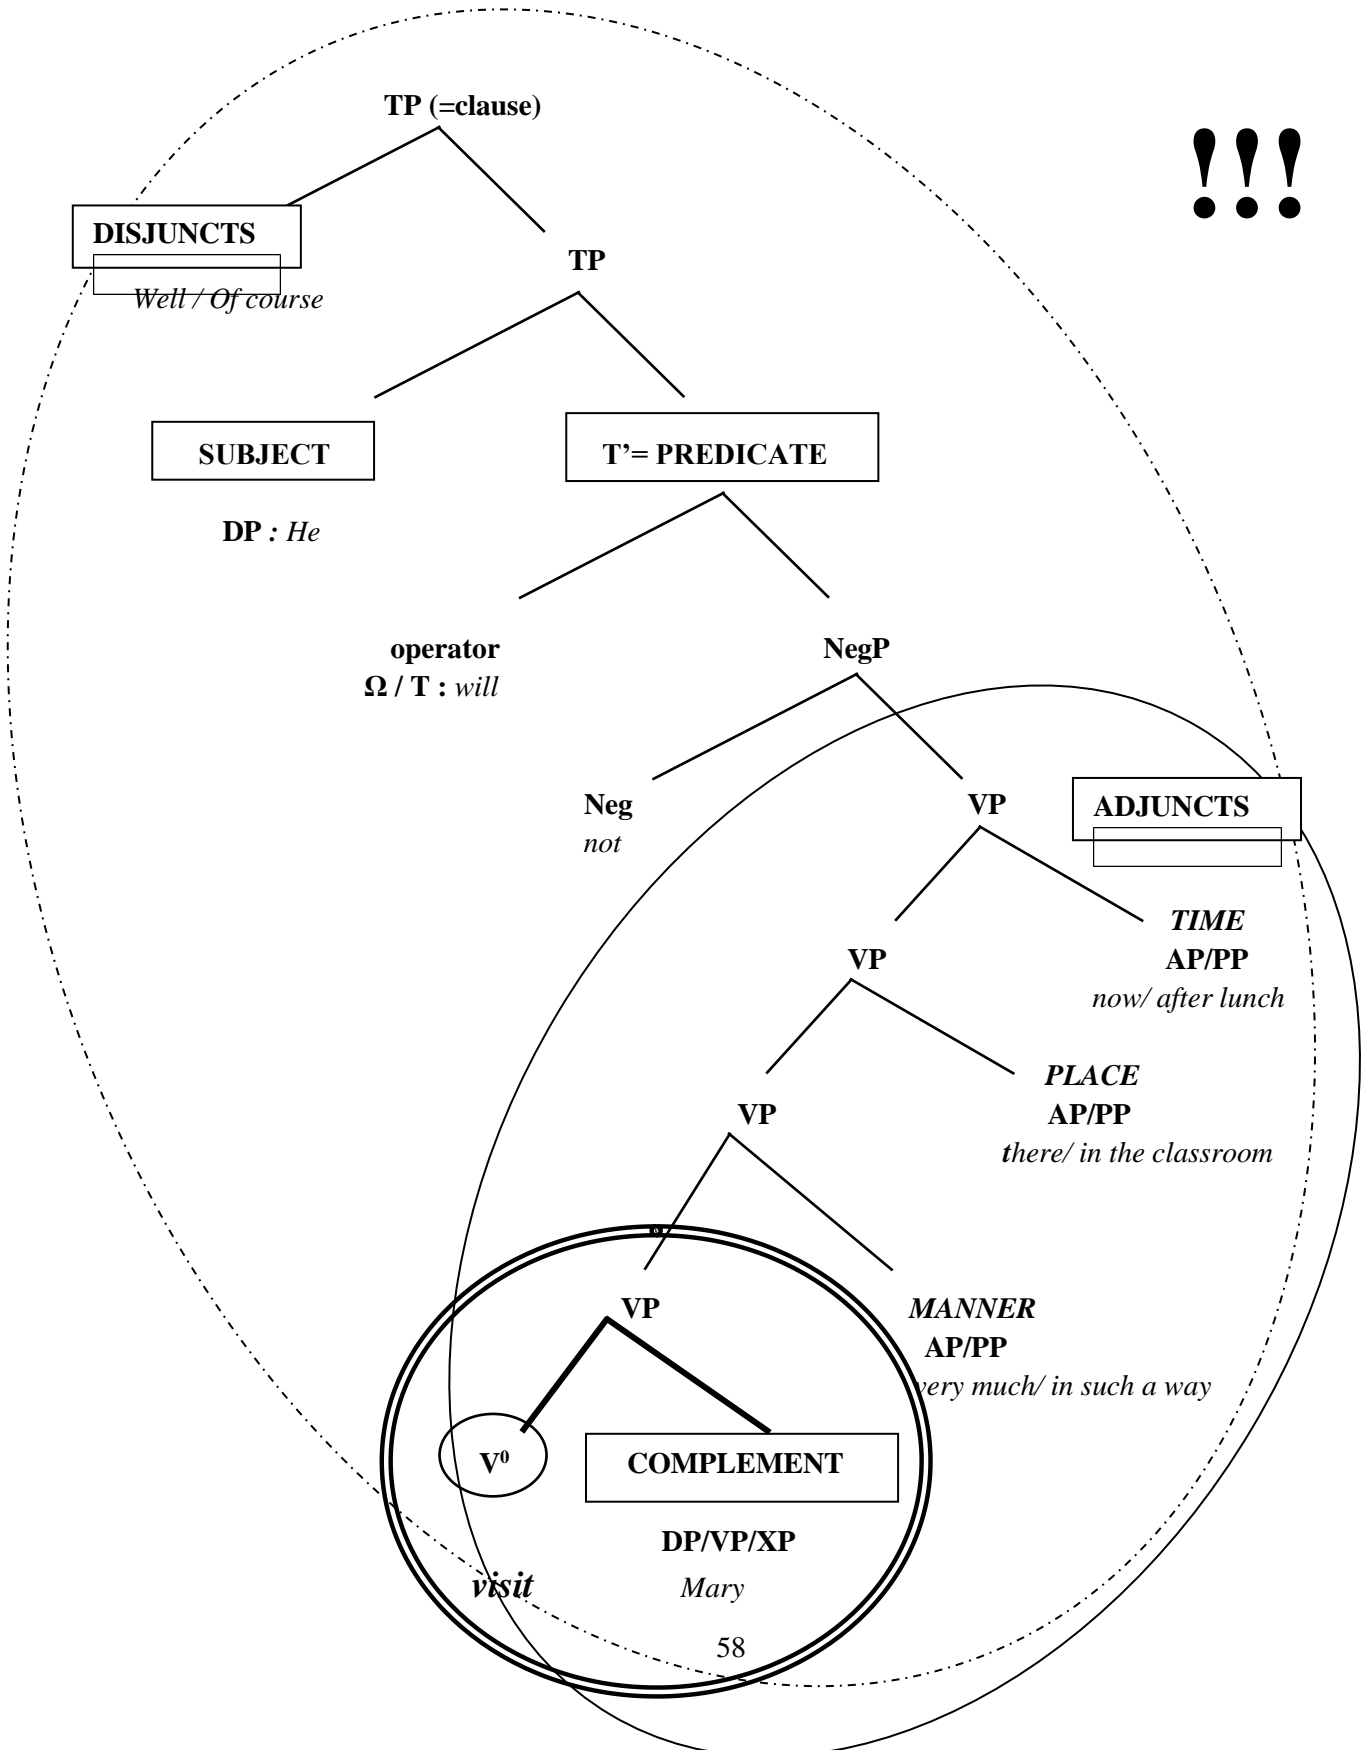 TP (=clause)
!!!
DISJUNCTS
TP
Well / Of course
SUBJECT
T’= PREDICATE
DP : He
operator
NegP
Ω / T : will
Neg
VP
ADJUNCTS
not
TIME
VP
AP/PP
now/ after lunch
PLACE
VP
AP/PP
there/ in the classroom
VP
MANNER
AP/PP
very much/ in such a way
V⁰
COMPLEMENT
DP/VP/XP
visit
Mary
58